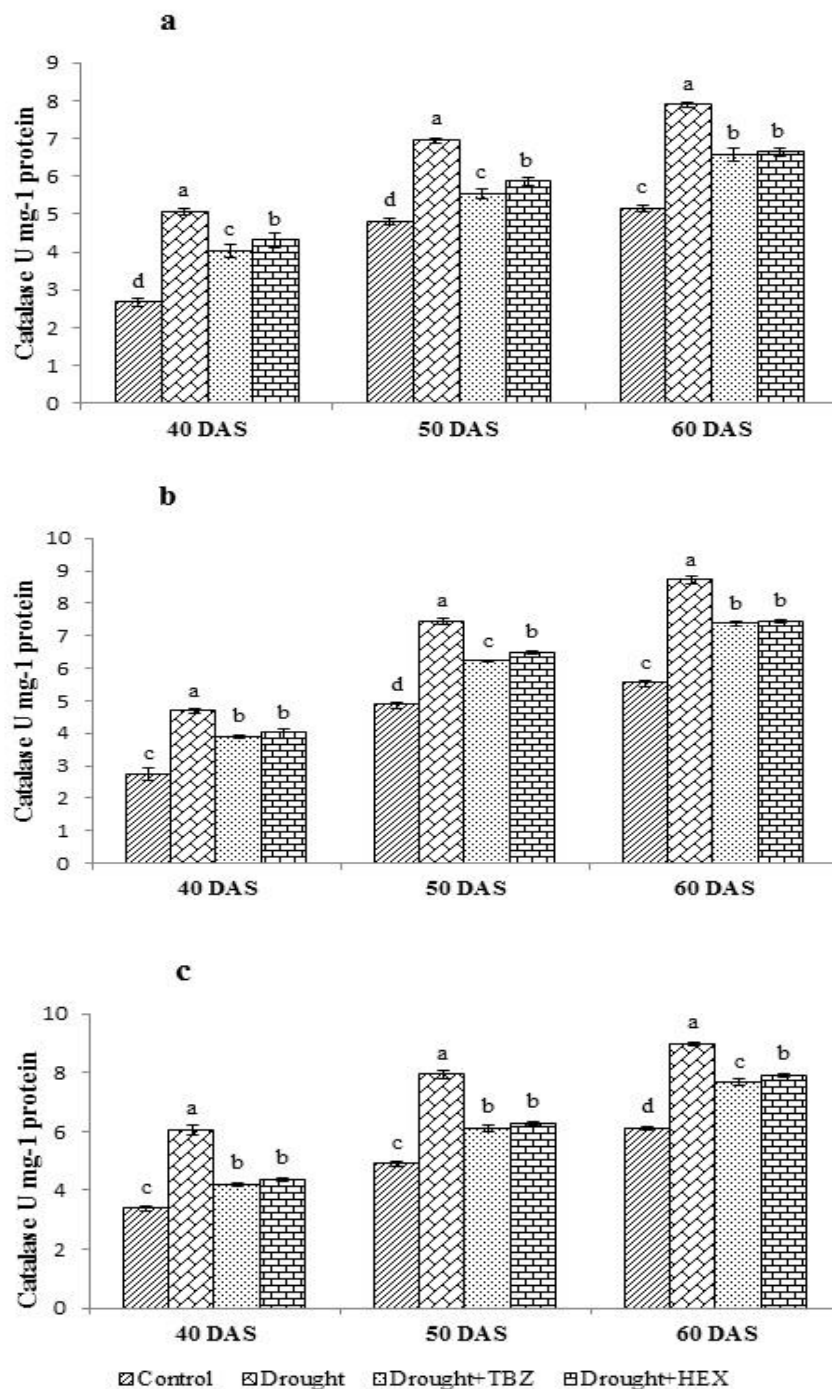 a
Catalase U mg-1 protein
9
8
7
6
5
4
3
2
1
0
d a c b
d a c b
c a b b
40 DAS 50 DAS 60 DAS
b
Catalase U mg-1 protein
10
9
8
7
6
5
4
3
2
1
0
c a b b
d a c b
c a b b
40 DAS 50 DAS 60 DAS
c
Catalase U mg-1 protein
10
8
6
4
2
0
c a b b
c a b b
d a c b
40 DAS 50 DAS 60 DAS
Control Drought Drought+TBZ Drought+HEX